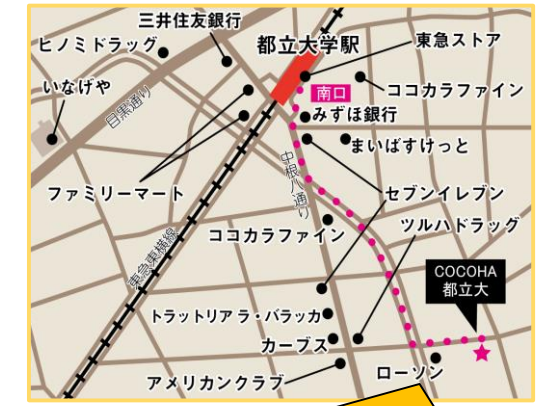 三井住友銀行
ヒノミドラッグ
都立大学駅
東急ストア
いなげや
目黒通り
南口
ココカラファイン
みずほ銀行
まいばすけっと
中根八通り
ファミリーマート
セブンイレブン
東急東横線
ココカラファイン
ツルハドラッグ
COCOHA
都立大
トラットリア ラ・バラッカ
カーブス
アメリカンクラブ
ローソン